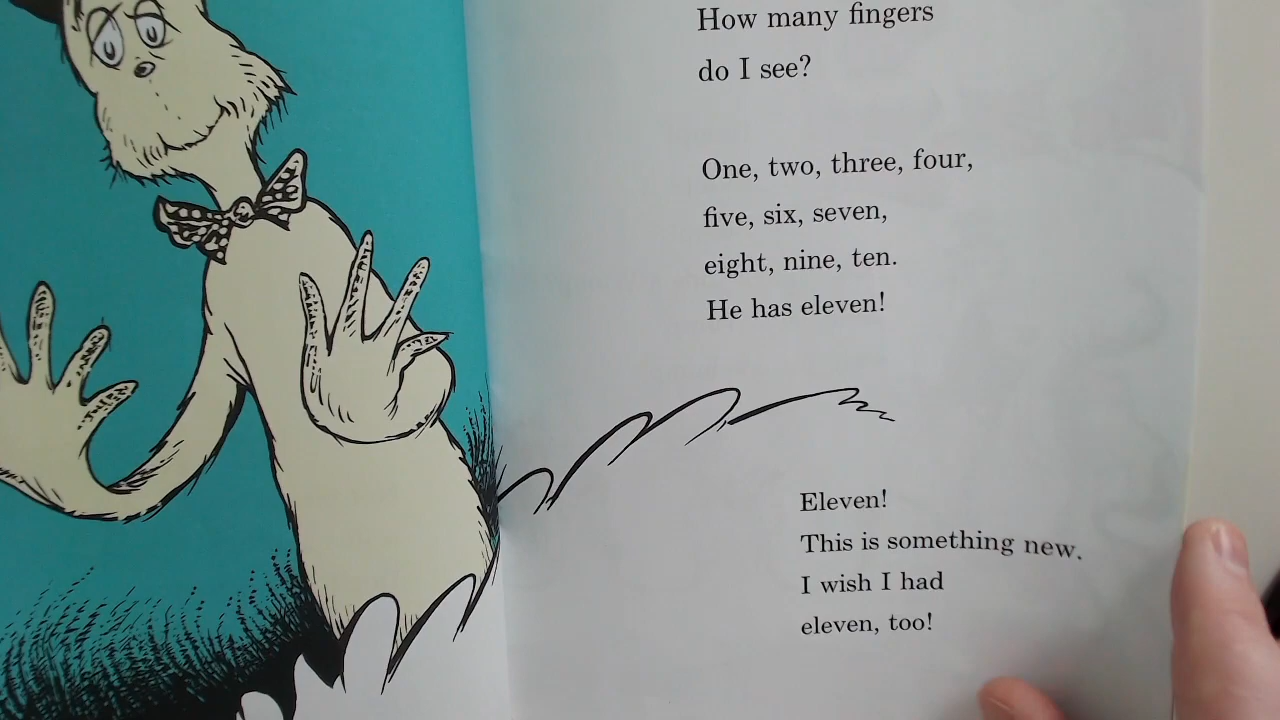 How many fingers
do I see?
One, two, three, four,
five, six, seven,
eight, nine, ten.
He has eleven!
Eleven!
This is something new.
I wish I had
eleven, too!